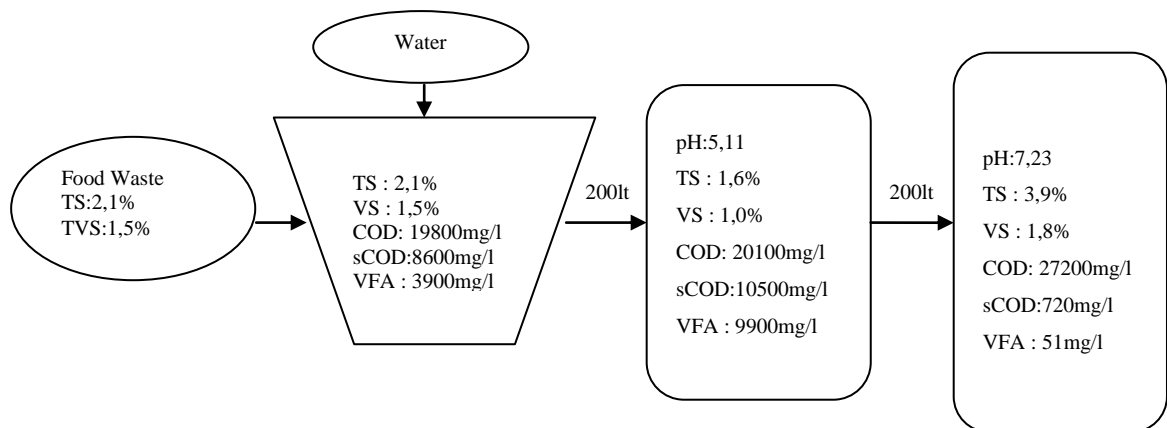 Water
Food Waste
TS:2,1%
TVS:1,5%
TS : 2,1%
VS : 1,5%
COD: 19800mg/l
sCOD:8600mg/l
VFA : 3900mg/l
200lt
pH:5,11
TS : 1,6%
VS : 1,0%
COD: 20100mg/l
sCOD:10500mg/l
VFA : 9900mg/l
200lt
pH:7,23
TS : 3,9%
VS : 1,8%
COD: 27200mg/l
sCOD:720mg/l
VFA : 51mg/l